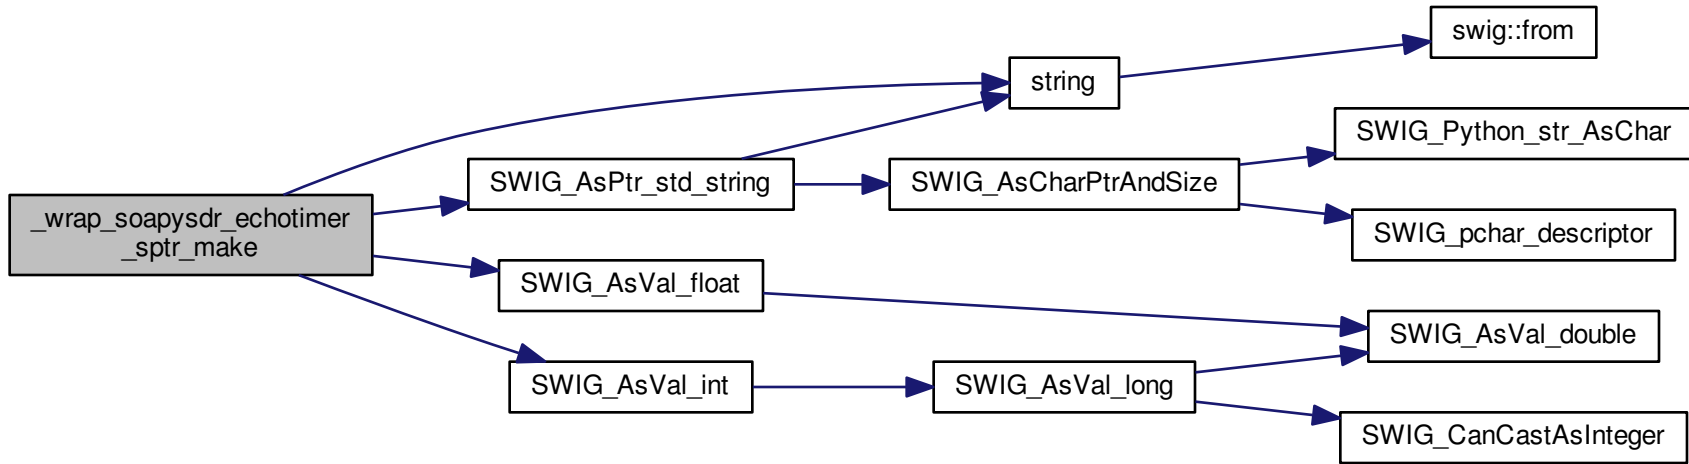 _wrap_soapysdr_echotimer
_sptr_make
string
swig::from
SWIG_AsPtr_std_string
SWIG_AsCharPtrAndSize
SWIG_Python_str_AsChar
SWIG_pchar_descriptor
SWIG_AsVal_float
SWIG_AsVal_double
SWIG_AsVal_int
SWIG_AsVal_long
SWIG_CanCastAsInteger